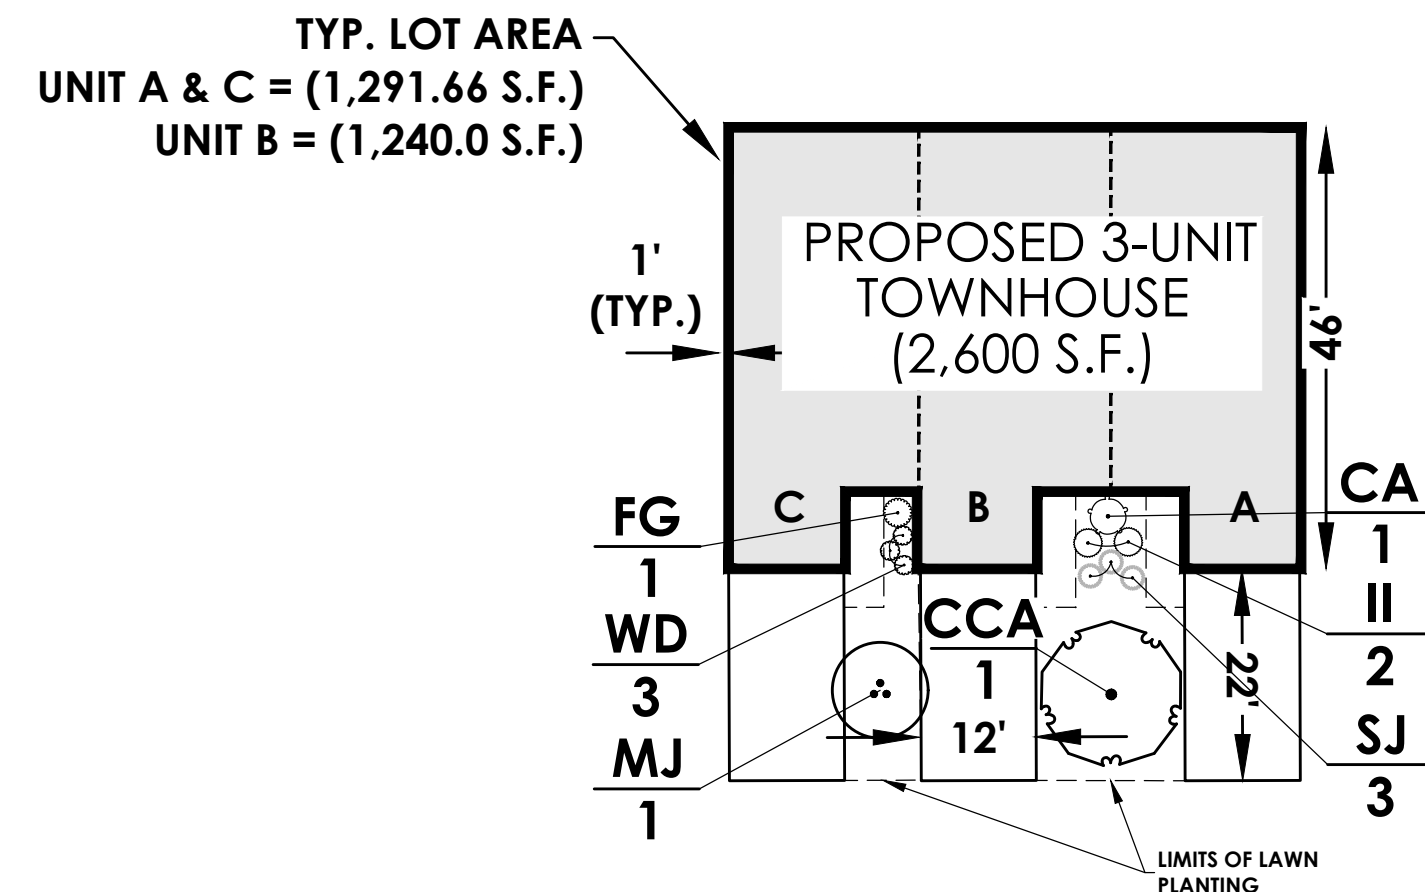 TYP. LOT AREA
UNIT A & C = (1,291.66 S.F.)
UNIT B = (1,240.0 S.F.)
1'
(TYP.)
PROPOSED 3-UNIT
TOWNHOUSE
(2,600 S.F.)
46'
C
B
A
FG
1
WD
3
MJ
1
CCA
1
12'
22'
CA
1
II
2
SJ
3
LIMITS OF LAWN
PLANTING